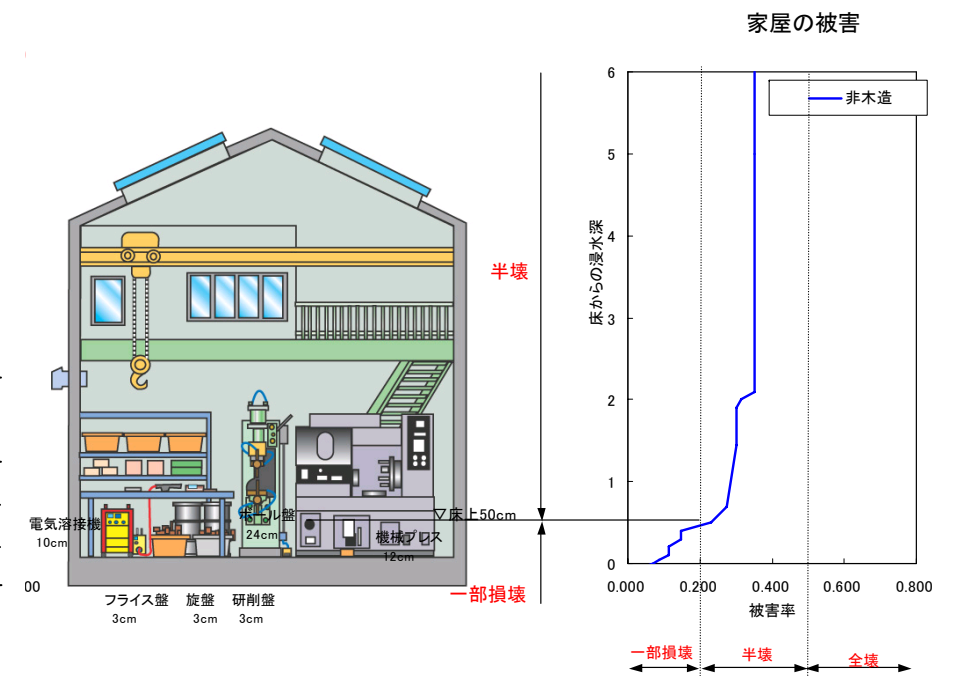 家屋の被害
6
5
4
3
2
1
0
床からの浸水深
非木造
0.000
0.200
0.400
0.600
0.800
被害率
一部損壊
半壊
全壊
半壊
一部損壊
▽床上50cm
電気溶接機
10cm
ボール盤
24cm
機械プレス
12cm
00
フライス盤
3cm
旋盤
3cm
研削盤
3cm